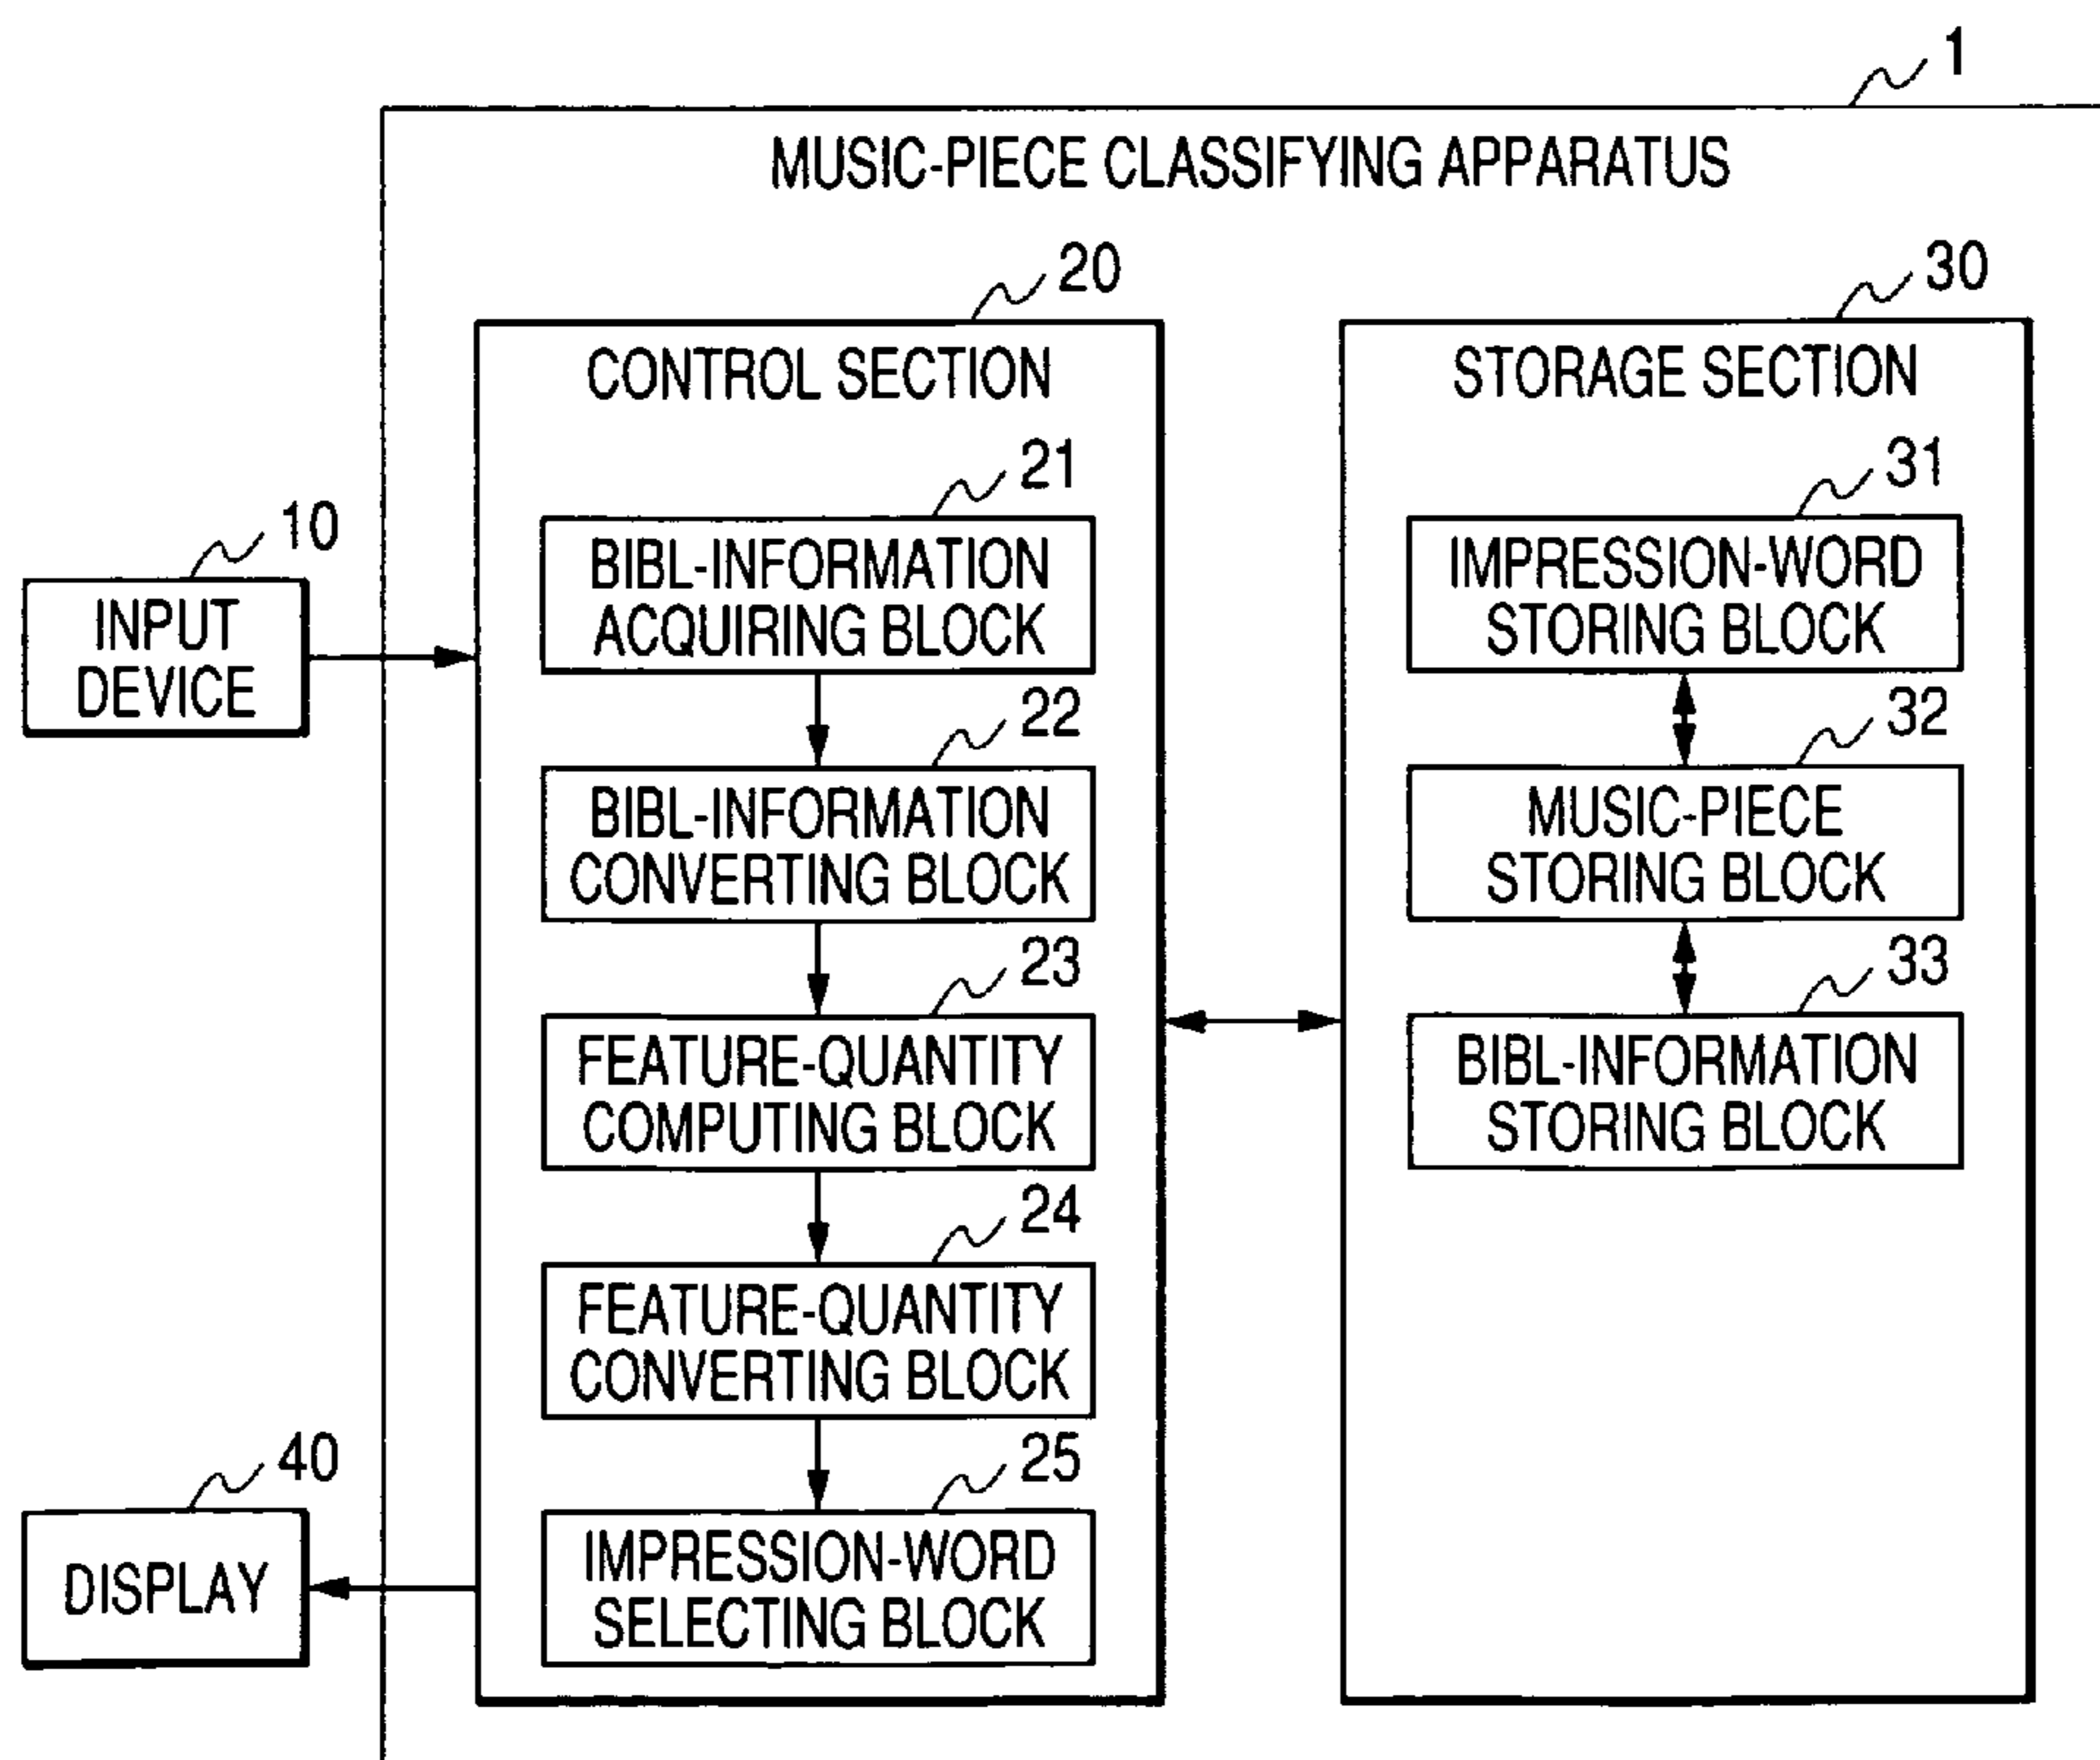 1
MUSIC-PIECE CLASSIFYING APPARATUS
20
CONTROL SECTION
21
BIBL-INFORMATION
ACQUIRING BLOCK
22
BIBL-INFORMATION
CONVERTING BLOCK
23
FEATURE-QUANTITY
COMPUTING BLOCK
24
FEATURE-QUANTITY
CONVERTING BLOCK
25
IMPRESSION-WORD
SELECTING BLOCK
30
STORAGE SECTION
31
IMPRESSION-WORD
STORING BLOCK
32
MUSIC-PIECE
STORING BLOCK
33
BIBL-INFORMATION
STORING BLOCK
10
INPUT
DEVICE
40
DISPLAY